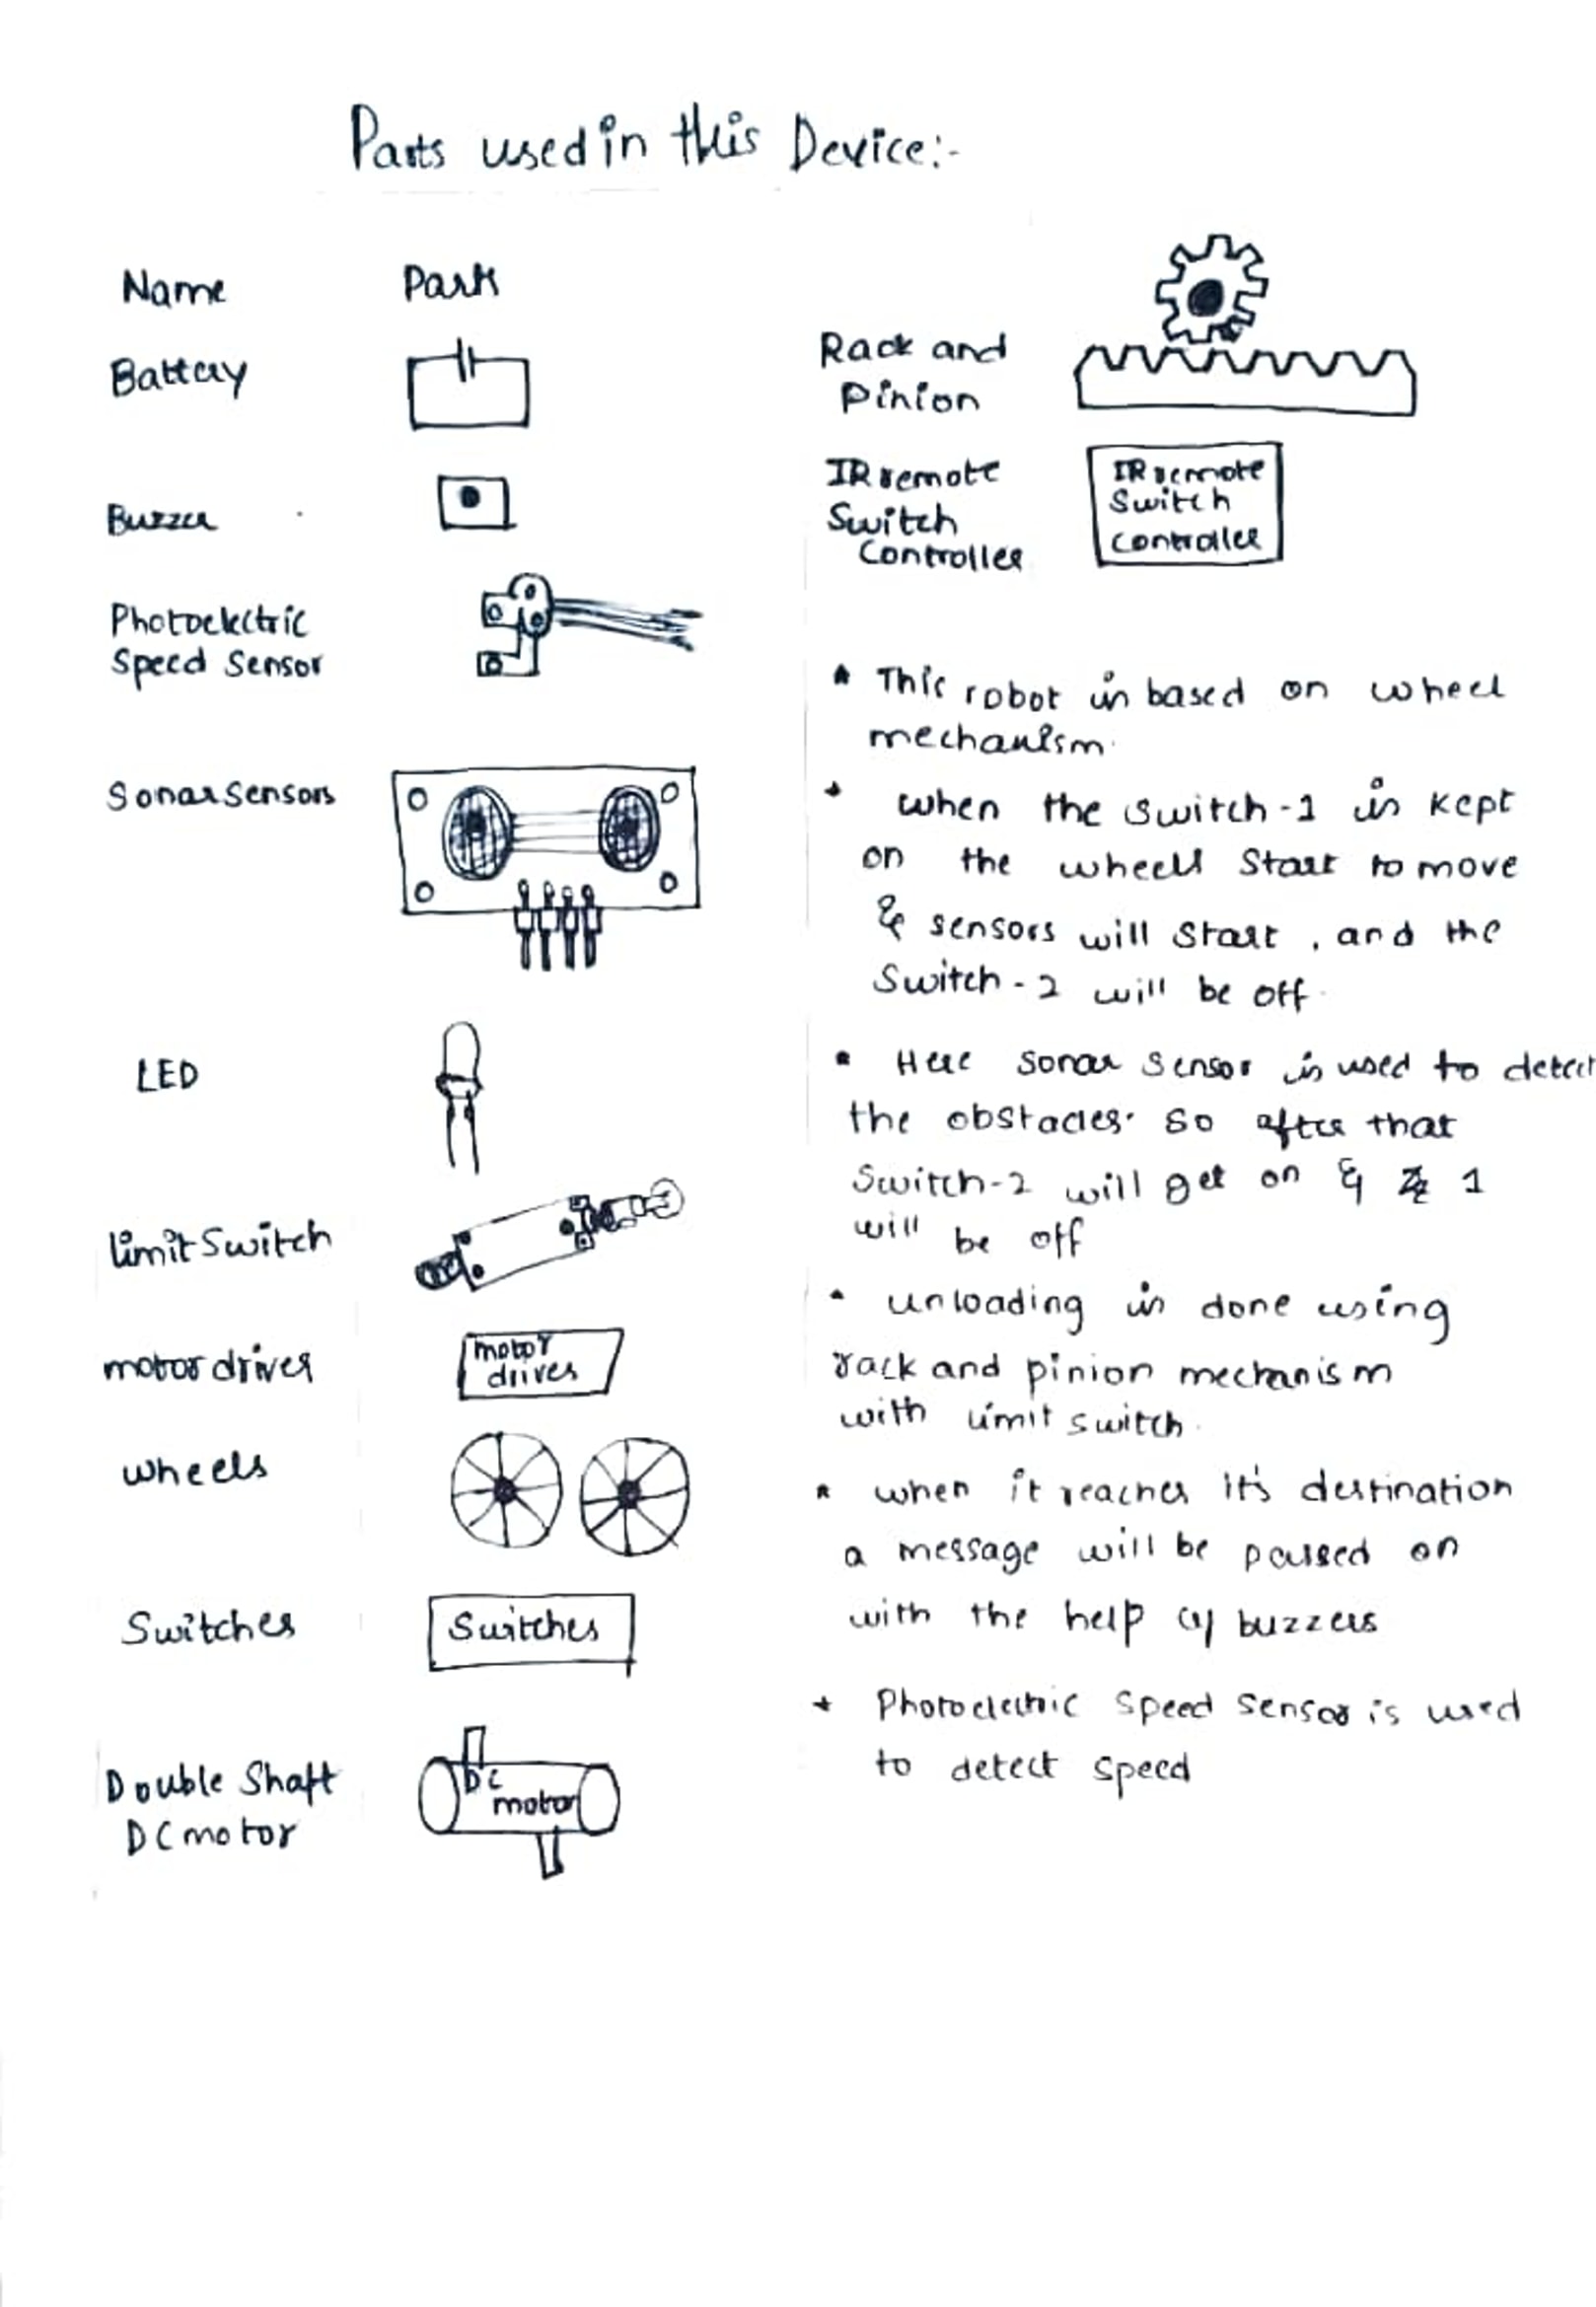 Parts used in this Device:-
Name Parts
Battery
Buzzer
Photoelectric
Speed Sensor
Sonar Sensors
LED
limit Switch
motor drives
motor
drives
wheels
Switches
Switches
Double Shaft
DC motor
DC
motor
Rack and
Pinion
IR remote
Switch
Controller
IR remote
Switch
Controller
* This robot is based on wheel
mechanism.
* when the switch-1 is kept
on the wheels start to move
& sensors will start, and the
Switch-2 will be off.
* Here sonar sensor is used to detect
the obstacles. So after that
Switch-2 will get on & 1
will be off
* unloading is done using
rack and pinion mechanism
with limit switch.
* when it reaches it's destination
a message will be passed on
with the help of buzzers
* Photoelectric speed sensor is used
to detect speed